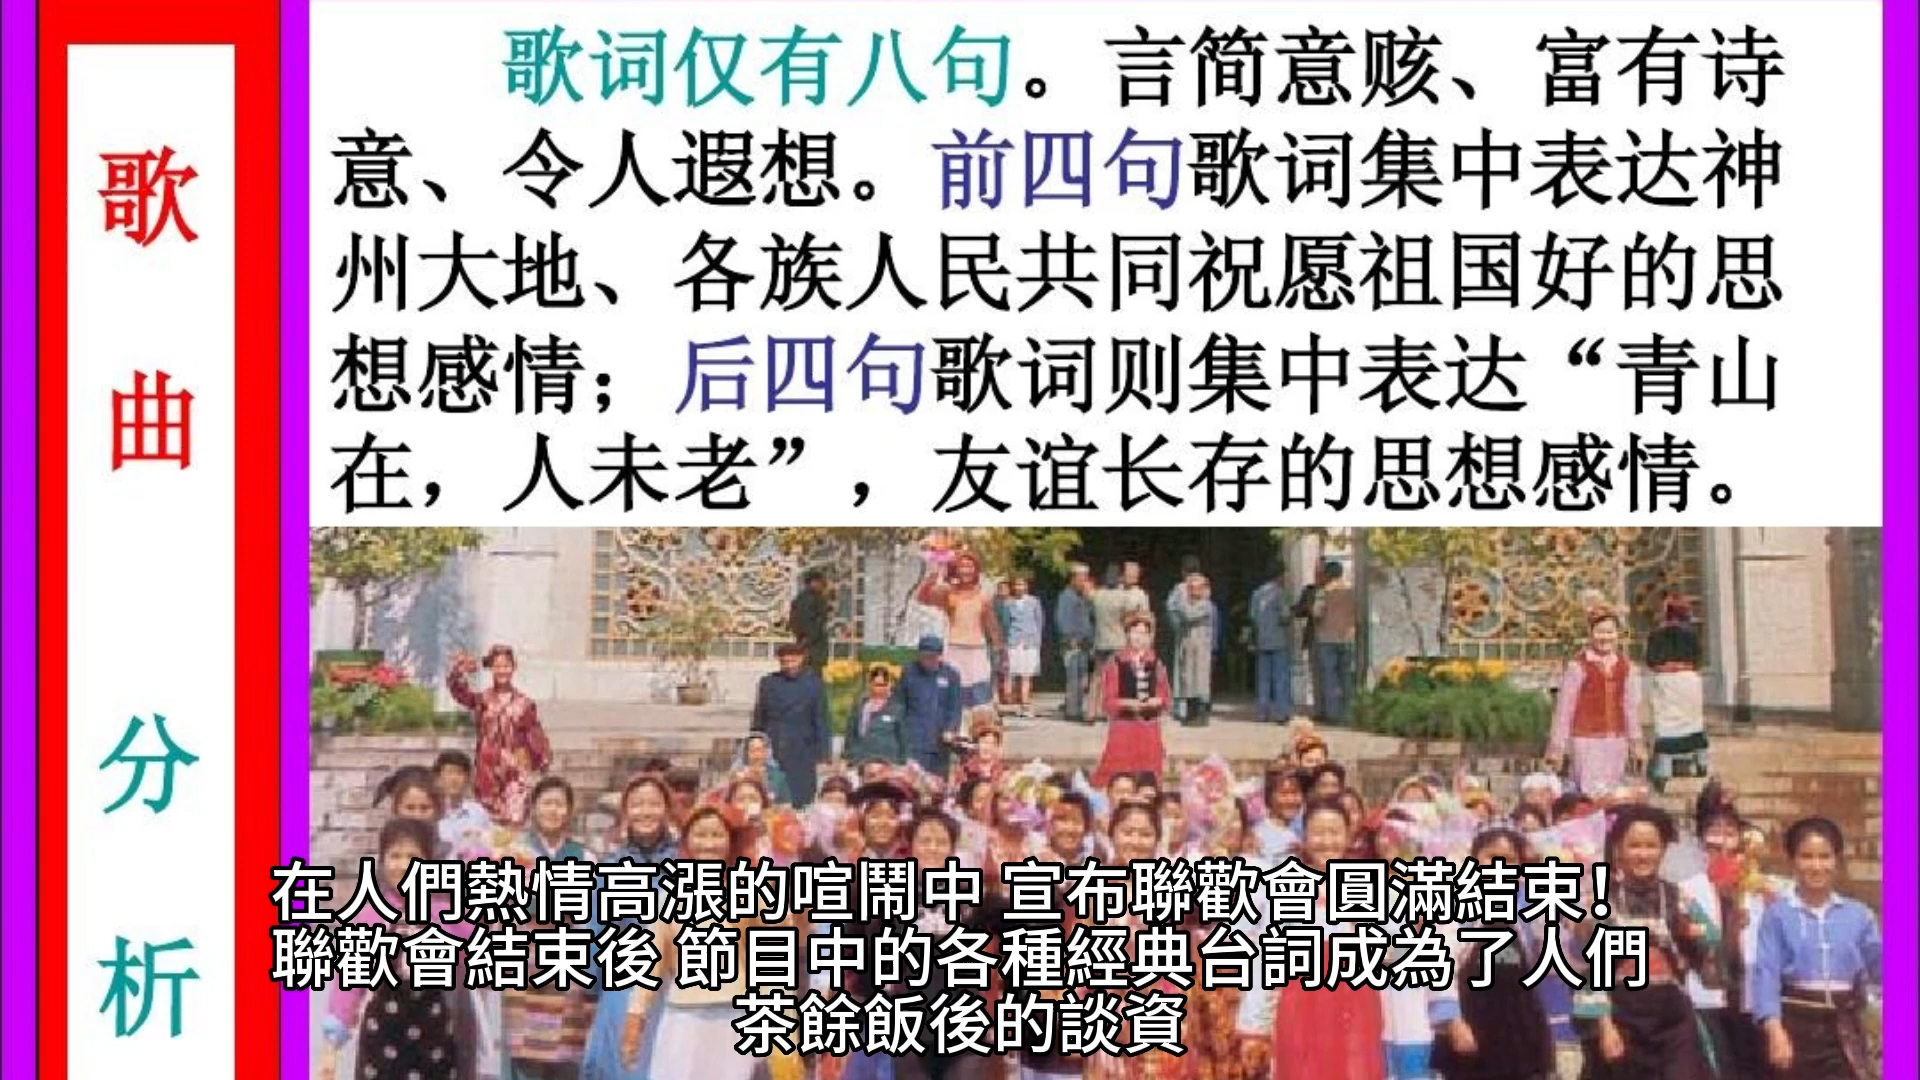 歌曲分析
歌词仅有八句。言简意赅、富有诗
意、令人遐想。前四句歌词集中表达神
州大地、各族人民共同祝愿祖国好的思
想感情；后四句歌词则集中表达“青山
在，人未老”，友谊长存的思想感情。
在人們熱情高漲的喧鬧中 宣布聯歡會圓滿結束！
聯歡會結束後 節目中的各種經典台詞成為了人們
茶餘飯後的談資